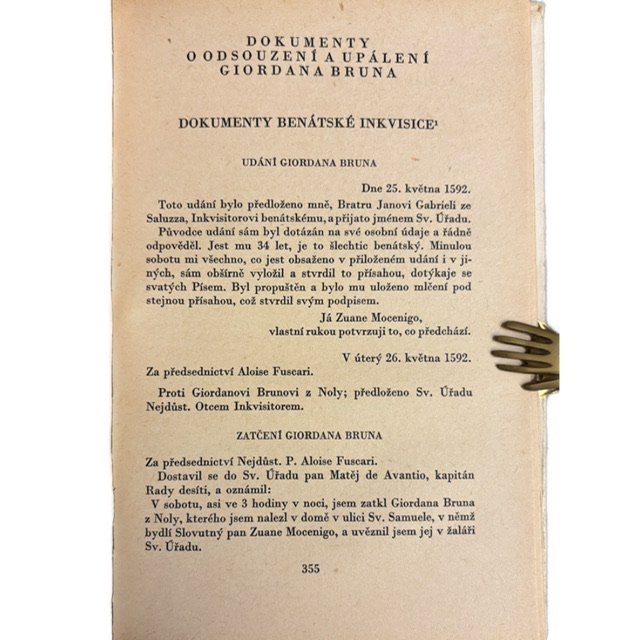 DOKUMENTY
O ODSOUZENÍ A UPÁLENÍ
GIORDANA BRUNA
DOKUMENTY BENÁTSKÉ INKVISICE¹
UDÁNÍ GIORDANA BRUNA
Dne 25. května 1592.
Toto udání bylo předloženo mně, Bratru Janovi Gabrieli ze
Saluzza, Inkvisitorovi benátskému, a přijato jménem Sv. Úřadu.
Původce udání sám byl dotázán na své osobní údaje a řádně
odpověděl. Jest mu 34 let, je to šlechtic benátský. Minulou
sobotu mi všechno, co jest obsaženo v přiloženém udání i v ji-
ných, sám obšírně vyložil a stvrdil to přísahou, dotýkaje se
svatých Písem. Byl propuštěn a bylo mu uloženo mlčení pod
stejnou přísahou, což stvrdil svým podpisem.
Já Zuane Mocenigo,
vlastní rukou potvrzuji to, co předchází.
V úterý 26. května 1592.
Za předsednictví Aloise Fuscari.
Proti Giordanovi Brunovi z Noly; předloženo Sv. Úřadu
Nejdůst. Otcem Inkvisitorem.
ZATČENÍ GIORDANA BRUNA
Za předsednictví Nejdůst. P. Aloise Fuscari.
Dostavil se do Sv. Úřadu pan Matěj de Avantio, kapitán
Rady desíti, a oznámil:
V sobotu, asi ve 3 hodiny v noci, jsem zatkl Giordana Bruna
z Noly, kterého jsem nalezl v domě v ulici Sv. Samuele, v němž
bydlí Slovutný pan Zuane Mocenigo, a uvěznil jsem jej v žaláři
Sv. Úřadu.
355